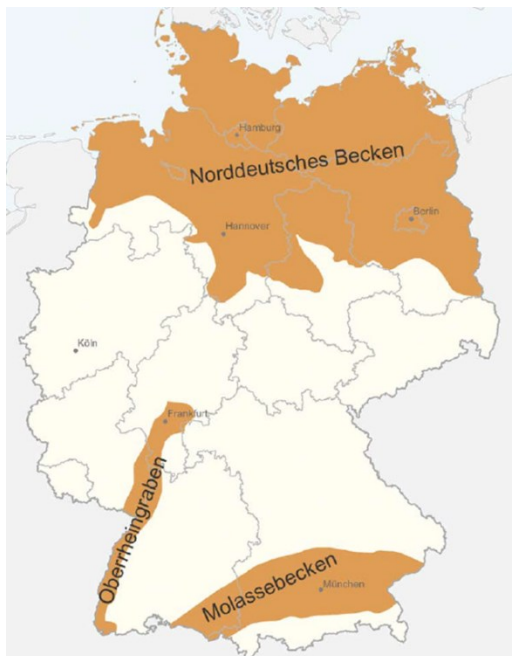 Hamburg
Norddeutsches Becken
Berlin
Hannover
Köln
Frankfurt
Oberrheingraben
Molassebecken
München